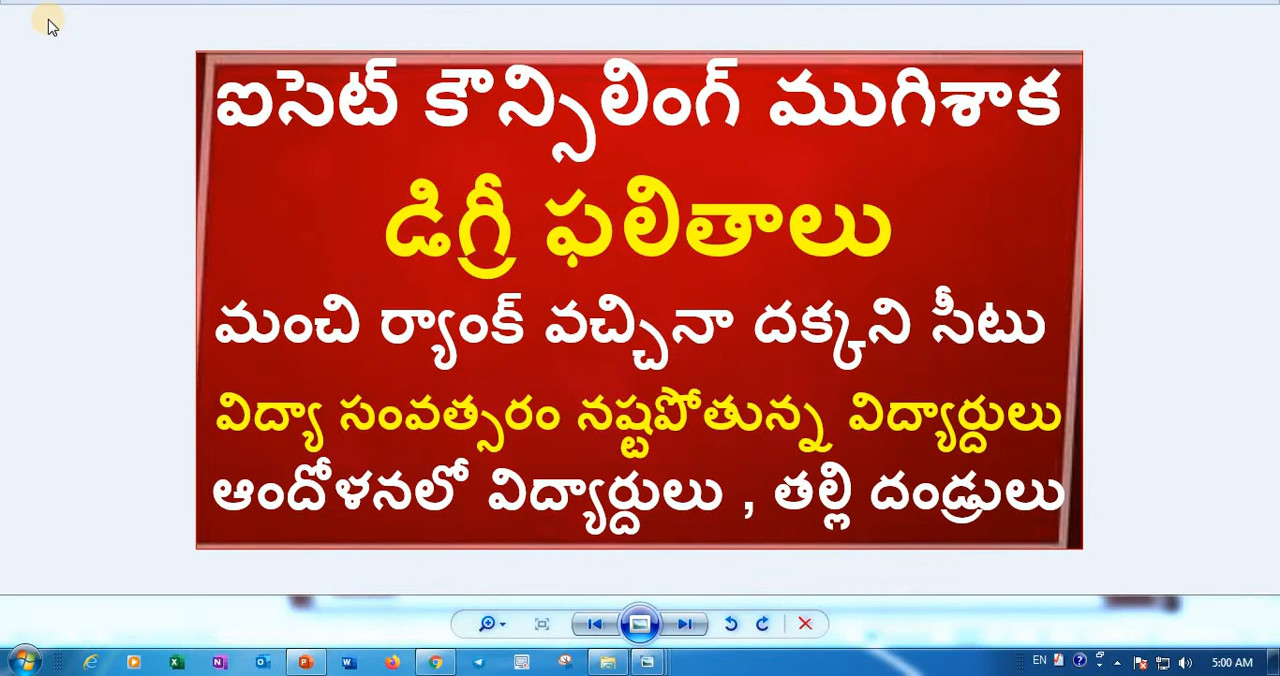 ఐసెట్ కౌన్సిలింగ్ ముగిశాక
డిగ్రీ ఫలితాలు
మంచి ర్యాంక్ వచ్చినా దక్కని సీటు
విద్యా సంవత్సరం నష్టపోతున్న విద్యార్దులు
ఆందోళనలో విద్యార్దులు , తల్లి దండ్రులు
EN
5:00 AM